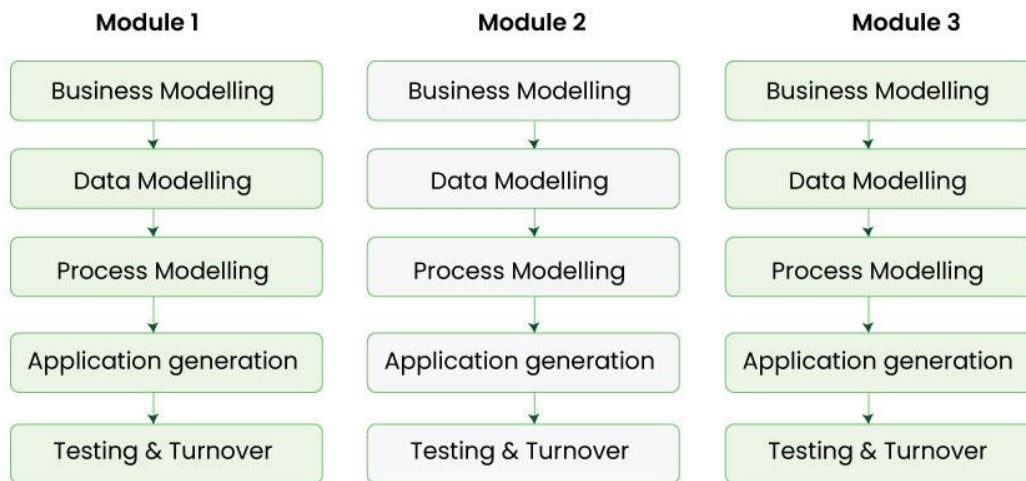 Module 1
Business Modelling
Data Modelling
Process Modelling
Application generation
Testing & Turnover
Module 2
Business Modelling
Data Modelling
Process Modelling
Application generation
Testing & Turnover
Module 3
Business Modelling
Data Modelling
Process Modelling
Application generation
Testing & Turnover